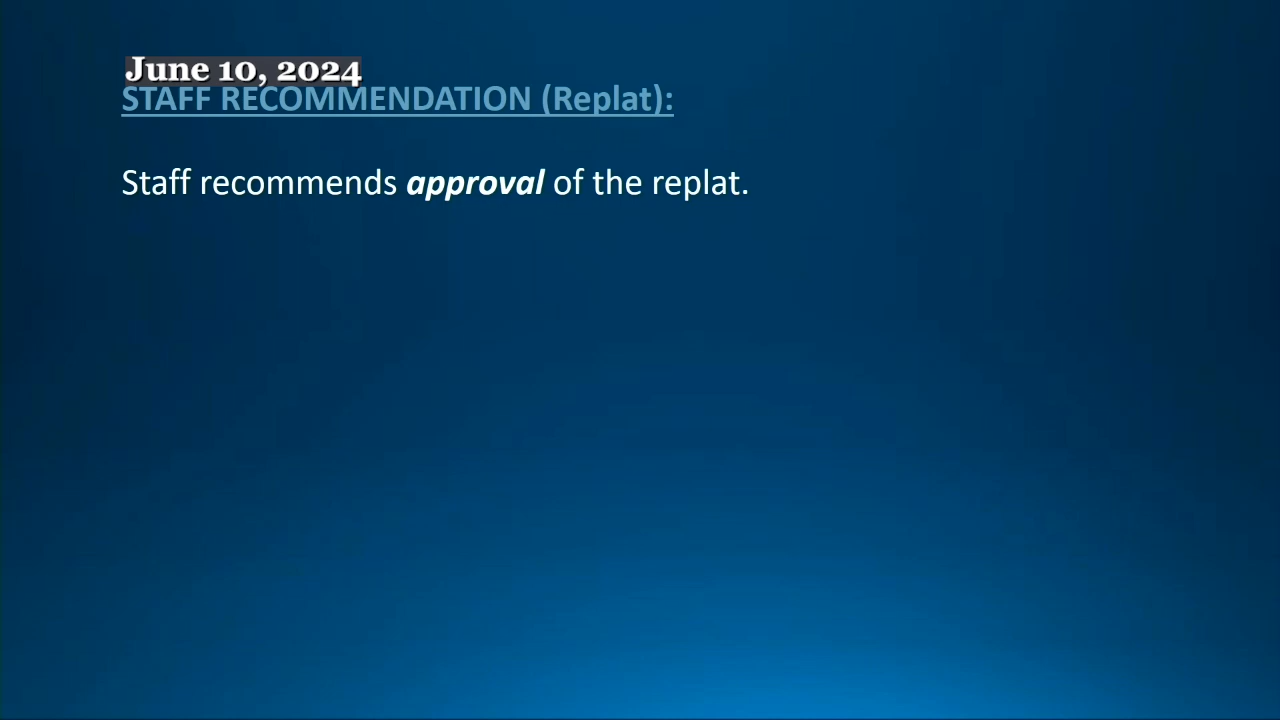 June 10, 2024
STAFF RECOMMENDATION (Replat):
Staff recommends approval of the replat.